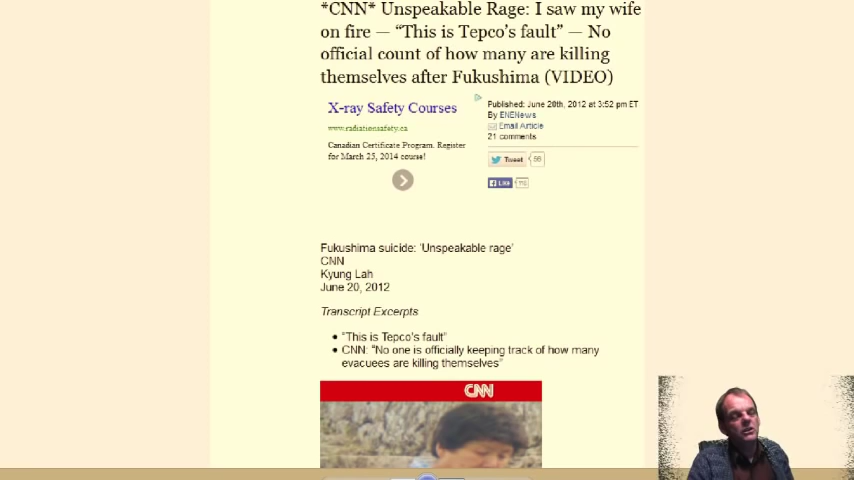 *CNN* Unspeakable Rage: I saw my wife
on fire — “This is Tepco’s fault” — No
official count of how many are killing
themselves after Fukushima (VIDEO)
X-ray Safety Courses
www.radiationsafety.ca
Canadian Certificate Program. Register
for March 25, 2014 course!
Published: June 20th, 2012 at 3:52 pm ET
By ENENews
Email Article
21 comments
Tweet 56
Like
Fukushima suicide: 'Unspeakable rage'
CNN
Kyung Lah
June 20, 2012
Transcript Excerpts
• “This is Tepco’s fault”
• CNN: “No one is officially keeping track of how many
evacuees are killing themselves”
CNN